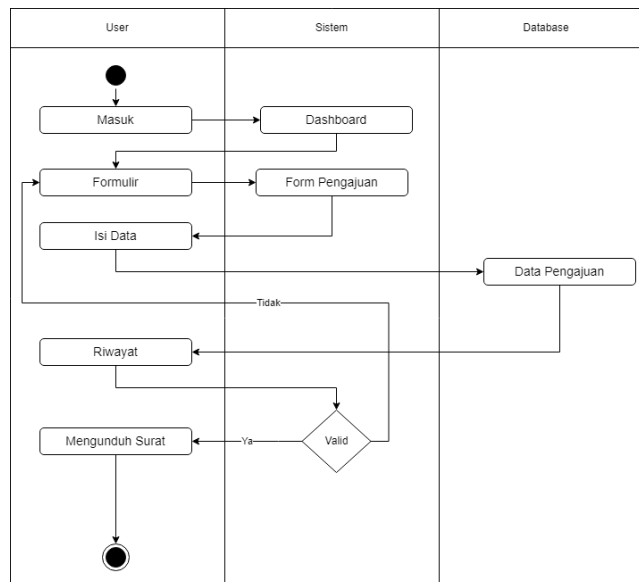 User
Sistem
Database
Masuk
Dashboard
Formulir
Form Pengajuan
Isi Data
Data Pengajuan
Tidak
Riwayat
Mengunduh Surat
Ya
Valid